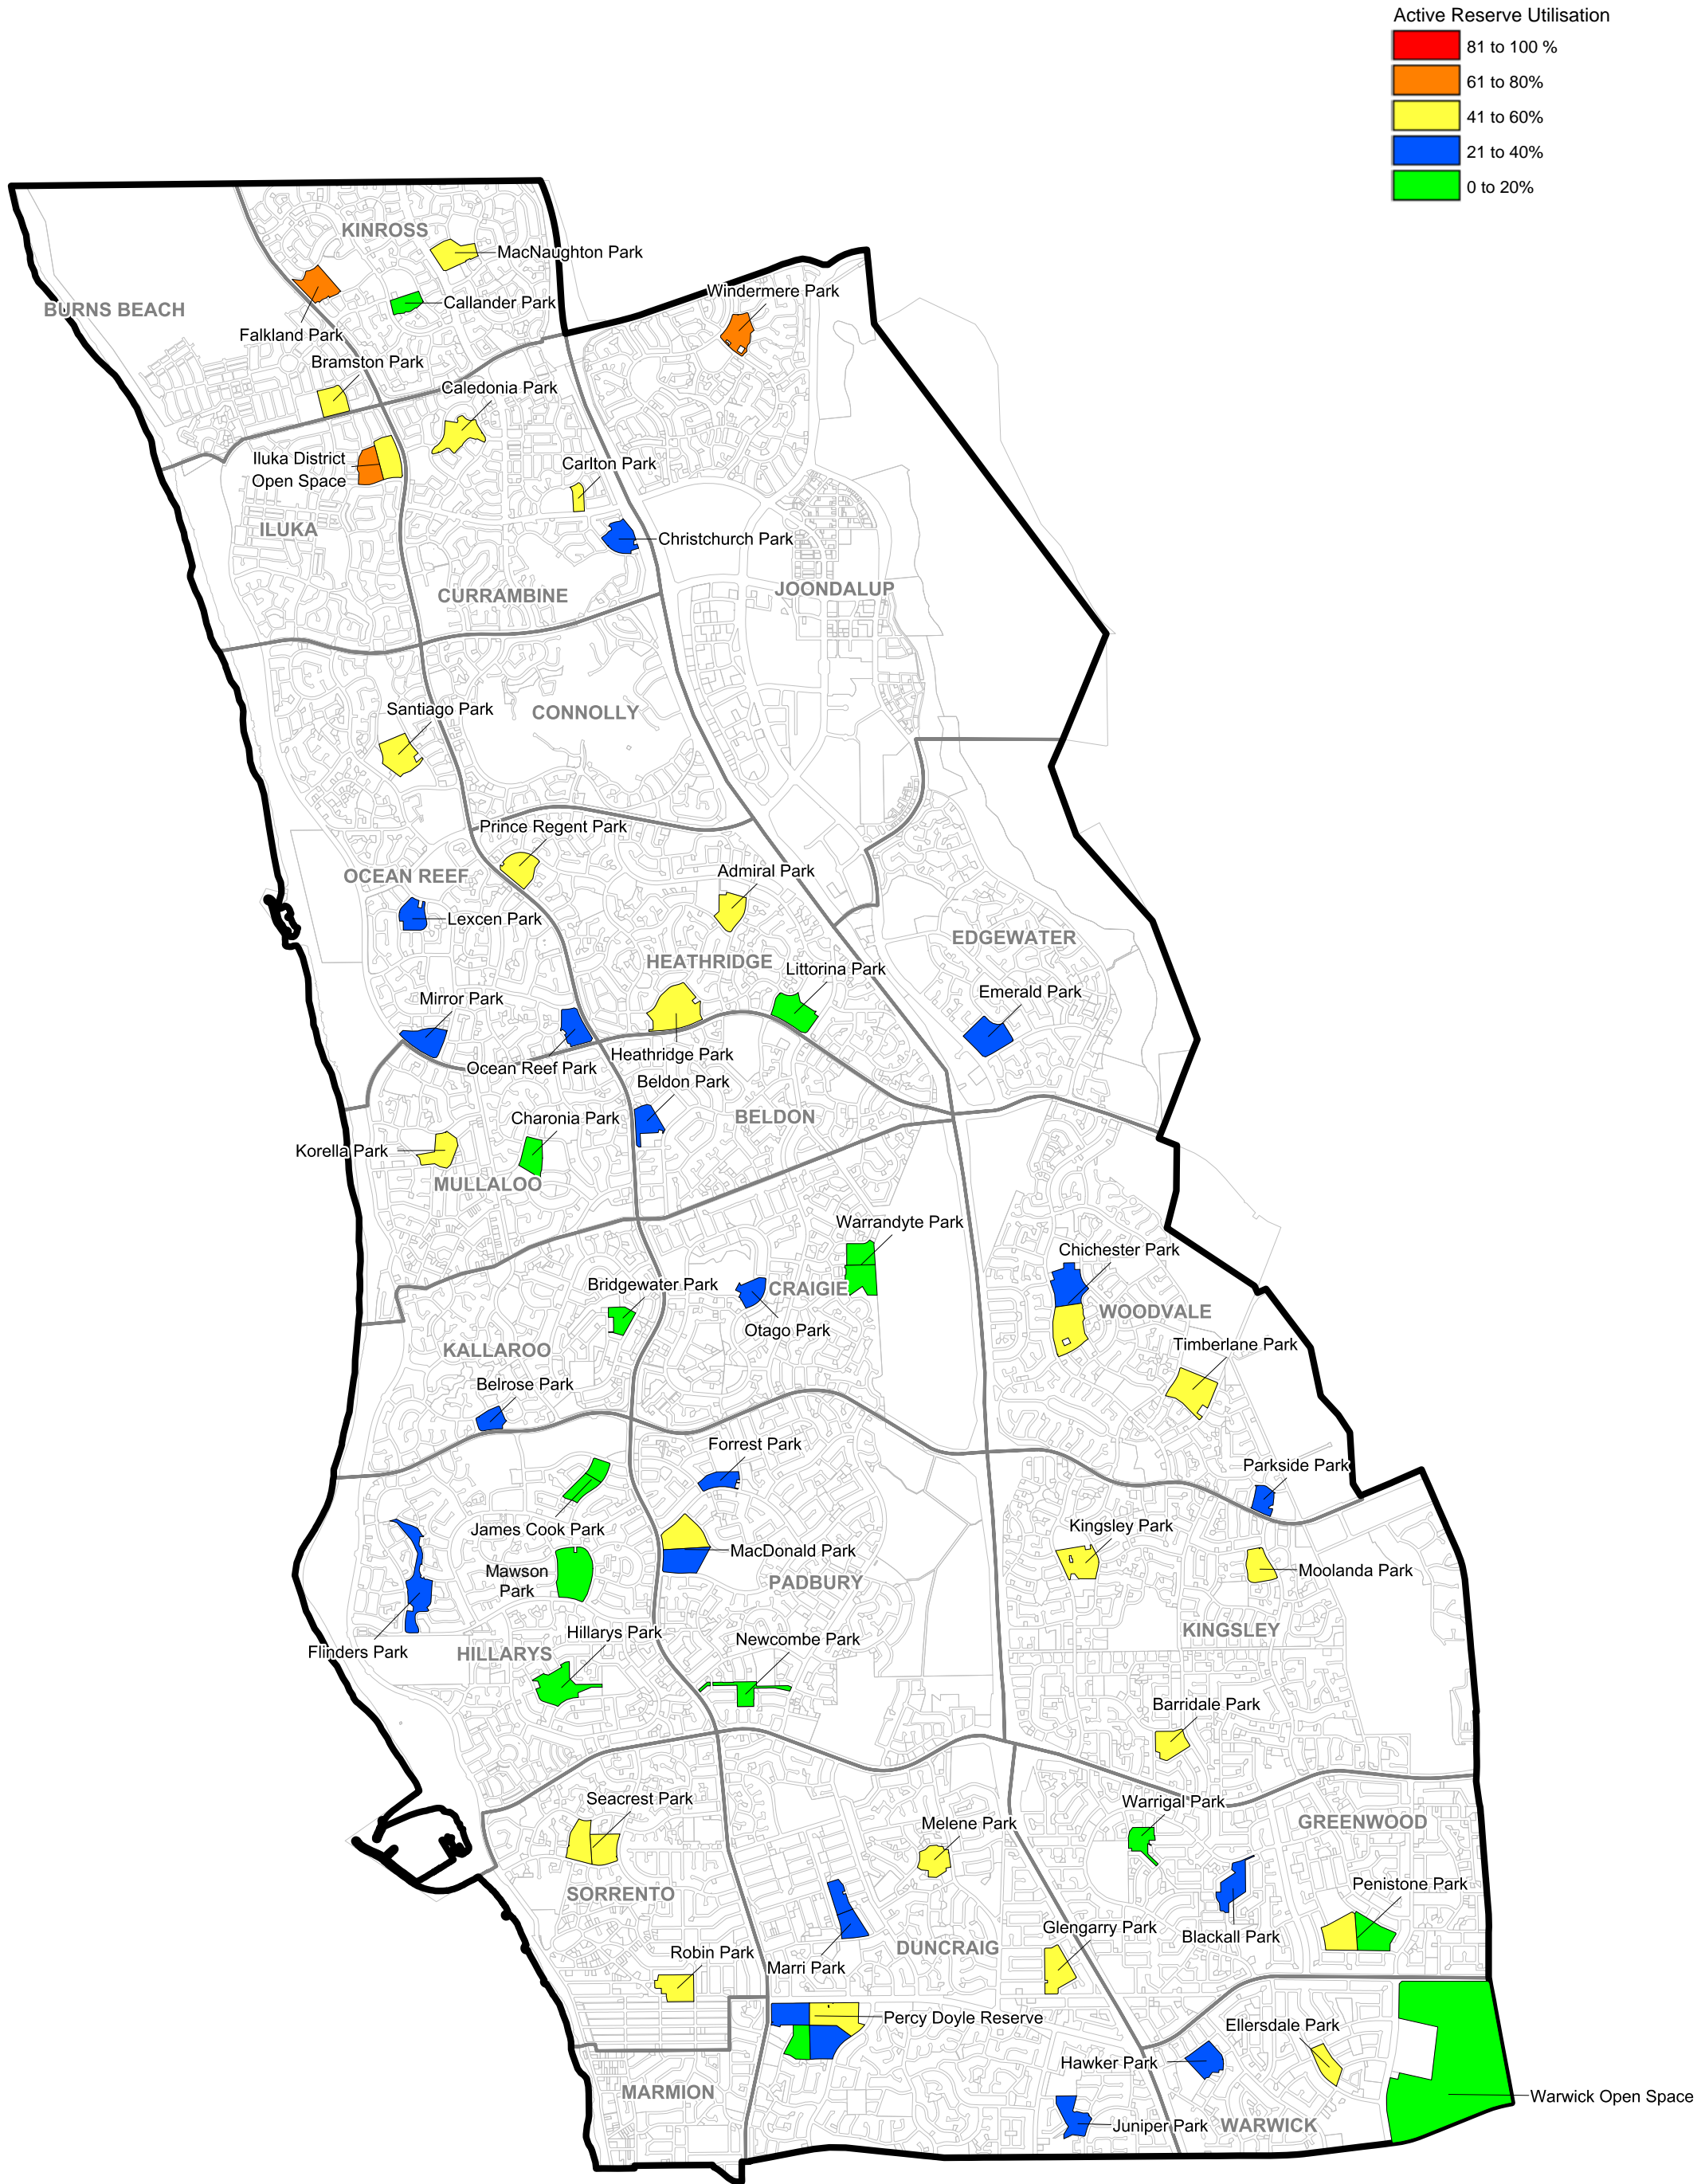 Active Reserve Utilisation
81 to 100 %
61 to 80%
41 to 60%
21 to 40%
0 to 20%
KINROSS
MacNaughton Park
Windermere Park
Callander Park
BURNS BEACH
Falkland Park
Bramston Park
Caledonia Park
Iluka District
Open Space
Carlton Park
ILUKA
Christchurch Park
JOONDALUP
CURRAMBINE
Santiago Park
CONNOLLY
Prince Regent Park
Admiral Park
OCEAN REEF
Lexcen Park
EDGEWATER
HEATHRIDGE
Littorina Park
Emerald Park
Mirror Park
Heathridge Park
Ocean Reef Park
Beldon Park
BELDON
Charonia Park
Korella Park
MULLALOO
Warrandyte Park
Chichester Park
Bridgewater Park
CRAIGIE
WOODVALE
Otago Park
Timberlane Park
KALLAROO
Belrose Park
Forrest Park
Parkside Park
James Cook Park
Kingsley Park
MacDonald Park
Mawson
Park
Moolanda Park
PADBURY
KINGSLEY
Hillarys Park
Newcombe Park
Flinders Park
HILLARYS
Barridale Park
Seacrest Park
Warrigal Park
GREENWOOD
Melene Park
SORRENTO
Penistone Park
Glengarry Park
Blackall Park
DUNCRAIG
Robin Park
Marri Park
Percy Doyle Reserve
Ellersdale Park
Hawker Park
MARMION
Warwick Open Space
Juniper Park
WARWICK